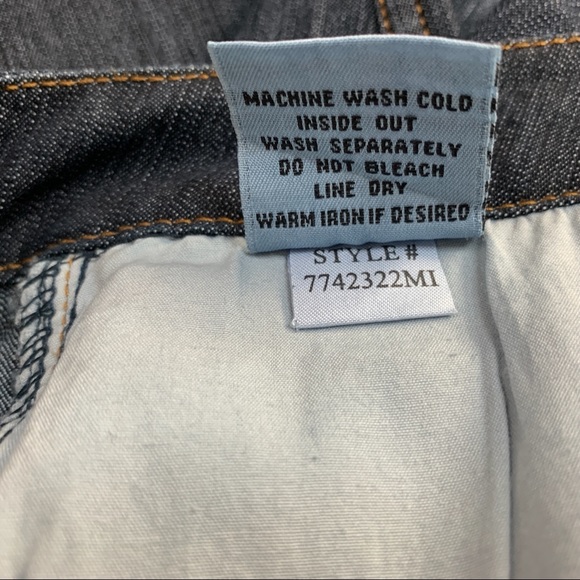 MACHINE WASH COLD
INSIDE OUT
WASH SEPARATELY
DO NOT BLEACH
LINE DRY
WARM IRON IF DESIRED
STYLE #
7742322MI